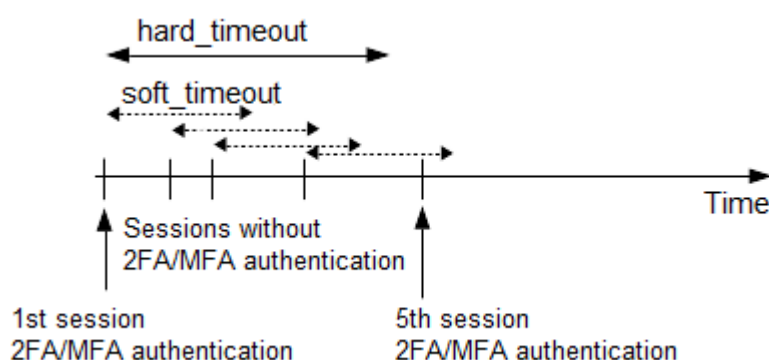 hard_timeout
soft_timeout
Time
Sessions without
2FA/MFA authentication
1st session
2FA/MFA authentication
5th session
2FA/MFA authentication